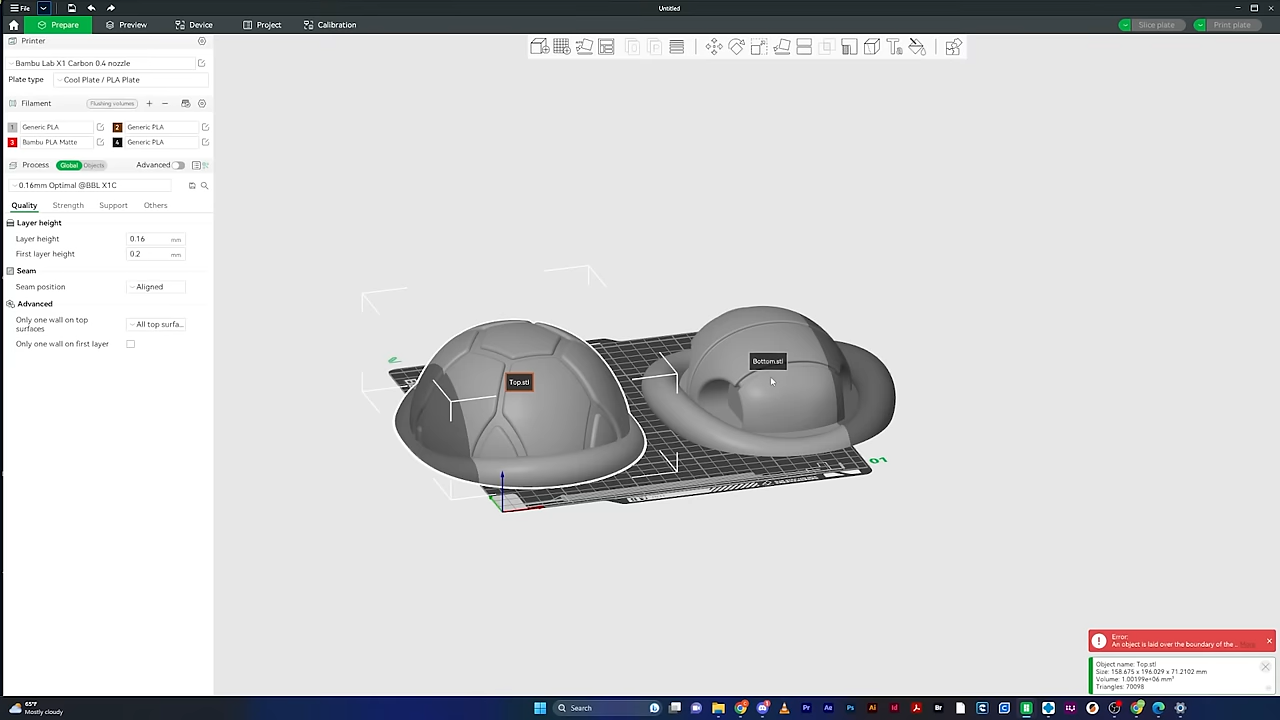 File
Untitled
Prepare
Preview
Device
Project
Calibration
Slice plate
Print plate
Printer
Bambu Lab X1 Carbon 0.4 nozzle
Plate type
Cool Plate / PLA Plate
Filament
Flushing volumes
1 Generic PLA
2 Generic PLA
3 Bambu PLA Matte
4 Generic PLA
Process
Global
Objects
Advanced
0.16mm Optimal @BBL X1C
Quality
Strength
Support
Others
Layer height
Layer height
0.16 mm
First layer height
0.2 mm
Seam
Seam position
Aligned
Advanced
Only one wall on top
surfaces
All top surfa...
Only one wall on first layer
Top.stl
Bottom.stl
01
Error:
An object is laid over the boundary of the ..
Object name: Top.stl
Size: 158.675 x 196.029 x 71.2102 mm
Volume: 1.00199e+06 mm³
Triangles: 70098
65°F
Mostly cloudy
Search